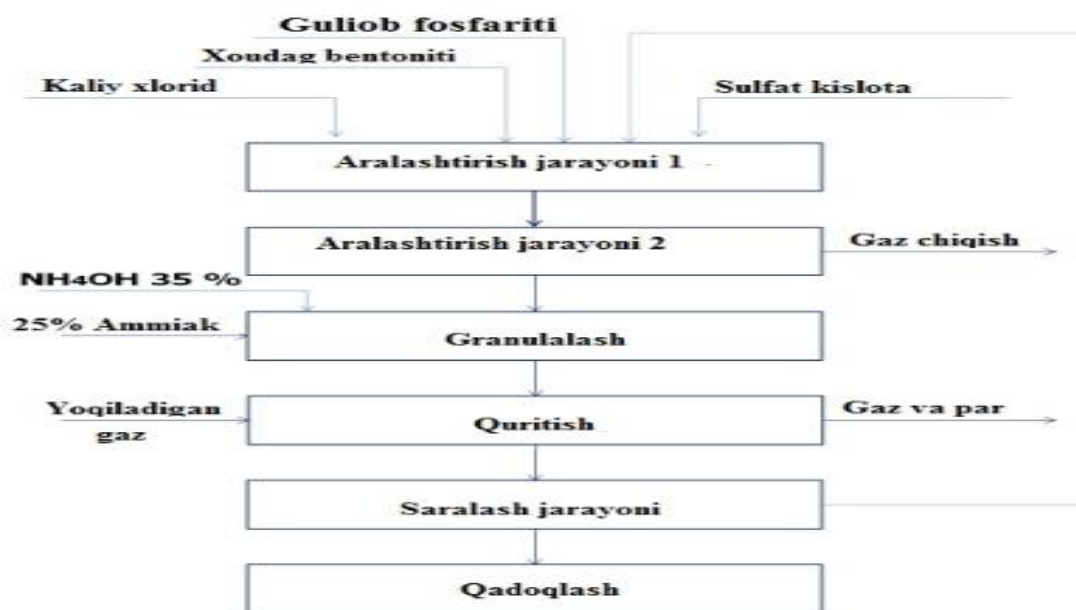 Guliob fosfariti
Xoudag bentoniti
Kaliy xlorid
Sulfat kislota
Aralashtirish jarayoni 1
Aralashtirish jarayoni 2
Gaz chiqish
NH4OH 35 %
25% Ammiak
Granulalash
Yoqiladigan
gaz
Quritish
Gaz va par
Saralash jarayoni
Qadoqlash